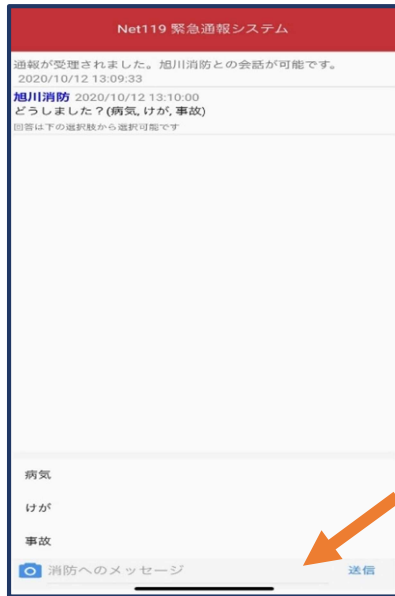 Net119 緊急通報システム
通報が受理されました。旭川消防との会話が可能です。
2020/10/12 13:09:33
旭川消防 2020/10/12 13:10:00
どうしました？(病気, けが, 事故)
回答は下の選択肢から選択可能です
病気
けが
事故
消防へのメッセージ 送信